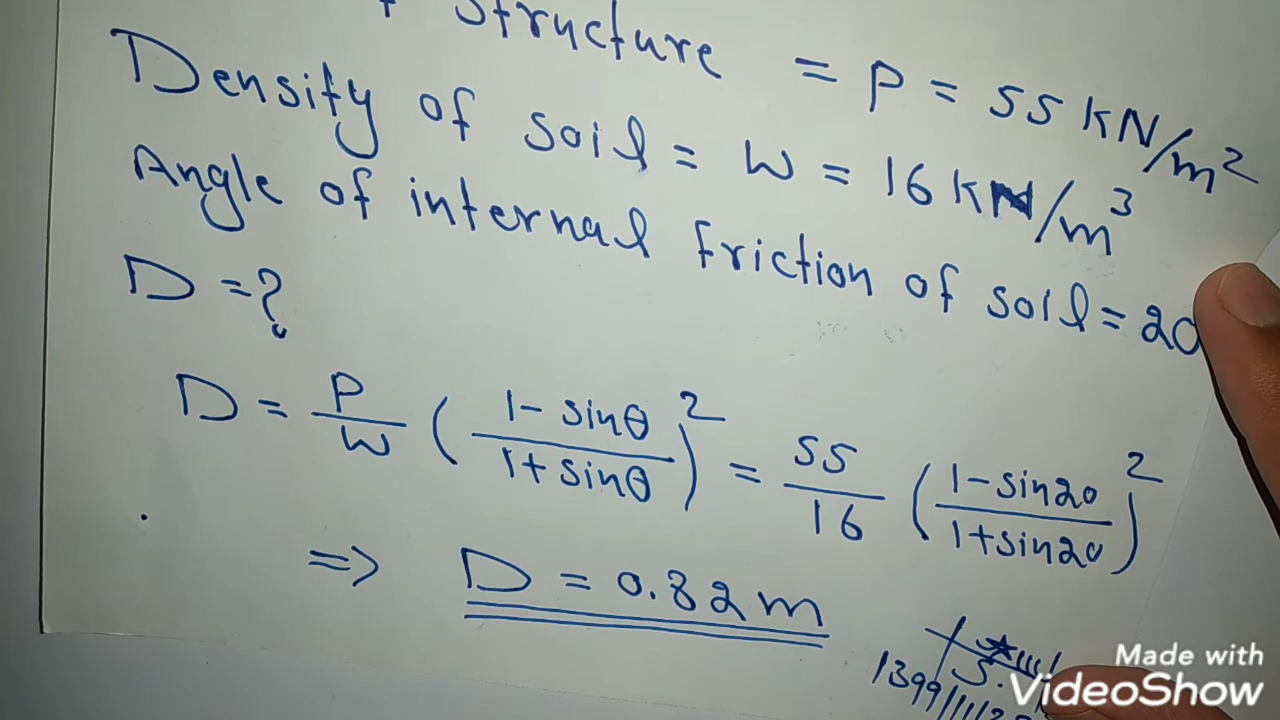 Structure = P = 55 KN/m²
Density of soil = W = 16 KN/m³
Angle of internal friction of soil = 20
D = ?
D = P/W (1 - sinθ / 1 + sinθ)² = 55/16 (1 - sin20 / 1 + sin20)²
⇒ D = 0.82 m
Made with
VideoShow